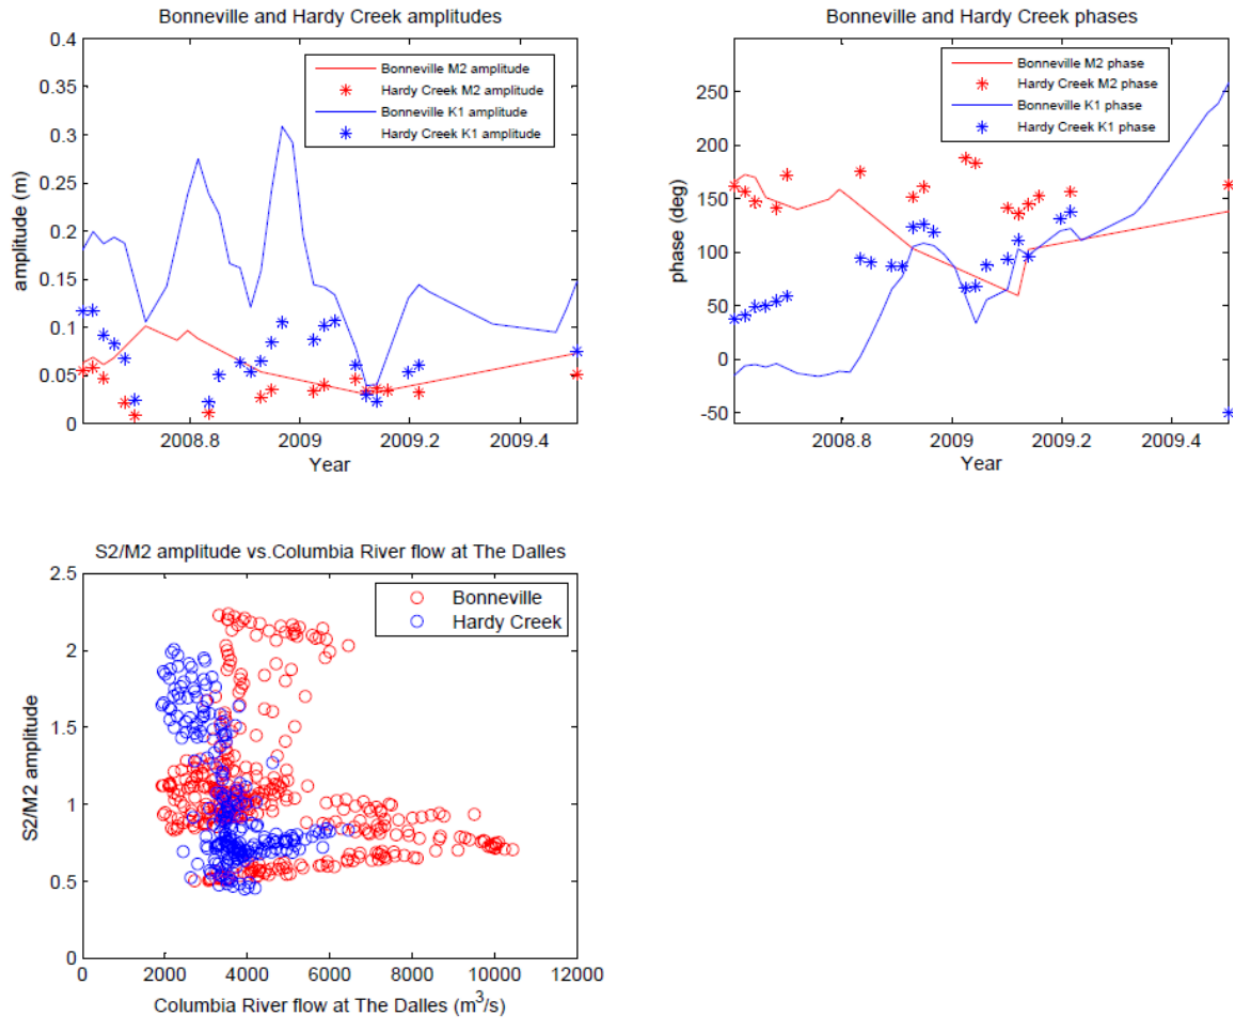 Bonneville and Hardy Creek amplitudes
0.4
0.35
0.3
0.25
0.2
0.15
0.1
0.05
0
amplitude (m)
Bonneville M2 amplitude
Hardy Creek M2 amplitude
Bonneville K1 amplitude
Hardy Creek K1 amplitude
2008.8 2009 2009.2 2009.4
Year
Bonneville and Hardy Creek phases
250
200
150
100
50
0
-50
phase (deg)
Bonneville M2 phase
Hardy Creek M2 phase
Bonneville K1 phase
Hardy Creek K1 phase
2008.8 2009 2009.2 2009.4
Year
S2/M2 amplitude vs.Columbia River flow at The Dalles
2.5
2
1.5
1
0.5
0
S2/M2 amplitude
Bonneville
Hardy Creek
0 2000 4000 6000 8000 10000 12000
Columbia River flow at The Dalles (m³/s)